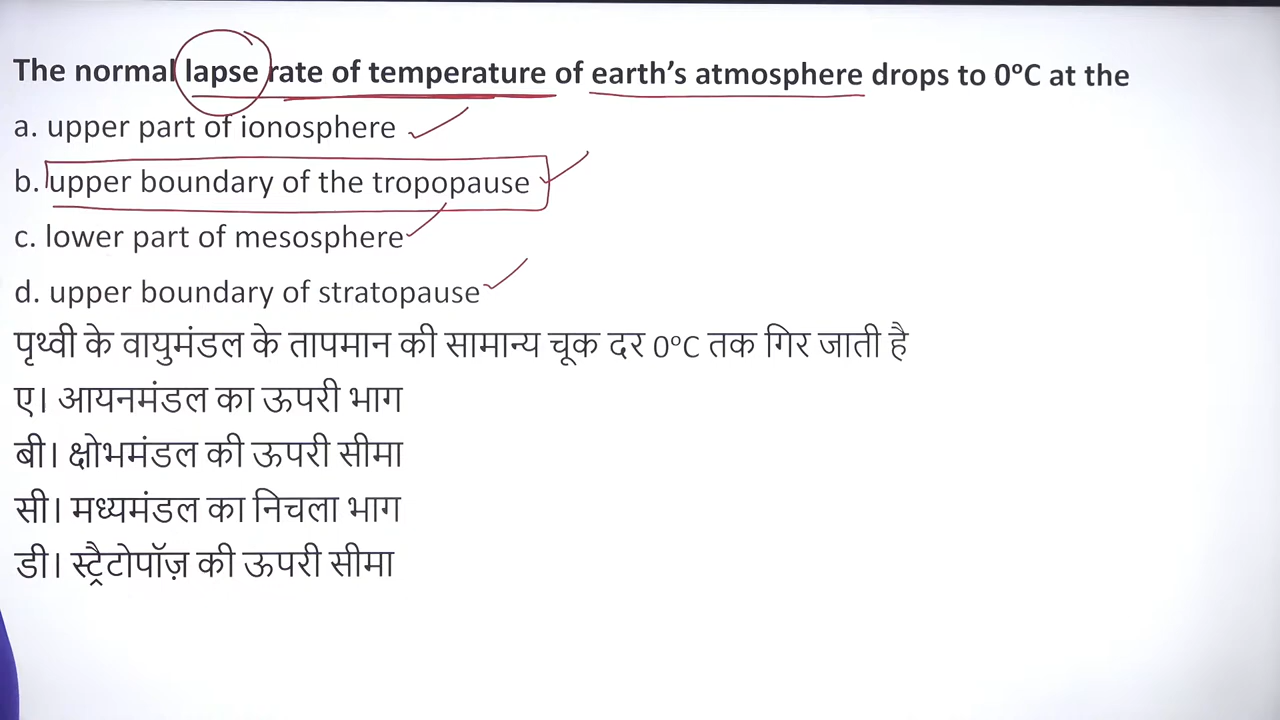 The normal lapse rate of temperature of earth's atmosphere drops to 0ºC at the
a. upper part of ionosphere
b. upper boundary of the tropopause
c. lower part of mesosphere
d. upper boundary of stratopause
पृथ्वी के वायुमंडल के तापमान की सामान्य चूक दर 0ºC तक गिर जाती है
ए। आयनमंडल का ऊपरी भाग
बी। क्षोभमंडल की ऊपरी सीमा
सी। मध्यमंडल का निचला भाग
डी। स्ट्रैटोपॉज़ की ऊपरी सीमा